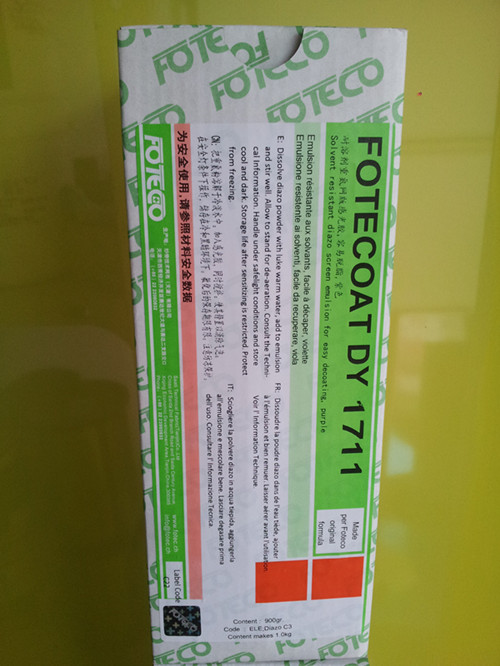 FOTECO
FOTECOAT DY 1711
Solvent resistant diazo screen emulsion for easy decoating, purple
耐溶剂重氮网版感光胶，容易脱膜，紫色
Emulsion résistante aux solvants, facile à décaper, violette
Emulsione resistente ai solventi, facile da recuperare, viola
Made
per Foteco
original
formula
E: Dissolve diazo powder with luke warm water, add to emulsion
and stir well. Allow to stand for de-aeration. Consult the Techni-
cal Information. Handle under safelight conditions and store
cool and dark. Storage life after sensitizing is restricted. Protect
from freezing.
FR: Dissoudre la poudre diazo dans de l'eau tiède, ajouter
à l'émulsion et bien remuer. Laisser aérer avant l'utilisation.
Voir l' Information Technique.
IT: Sciogliere la polvere diazo in acqua tiepida, aggiungerla
all'emulsione e mescolare bene. Lasciare degasare prima
dell'uso. Consultare l' Informazione Tecnica.
为安全使用，请参照材料安全数据
FOTECO
www.fotec.ch
Label Code
C22
Content : 900gl
Code : ELE;Diazo C3
Content makes 1.0kg